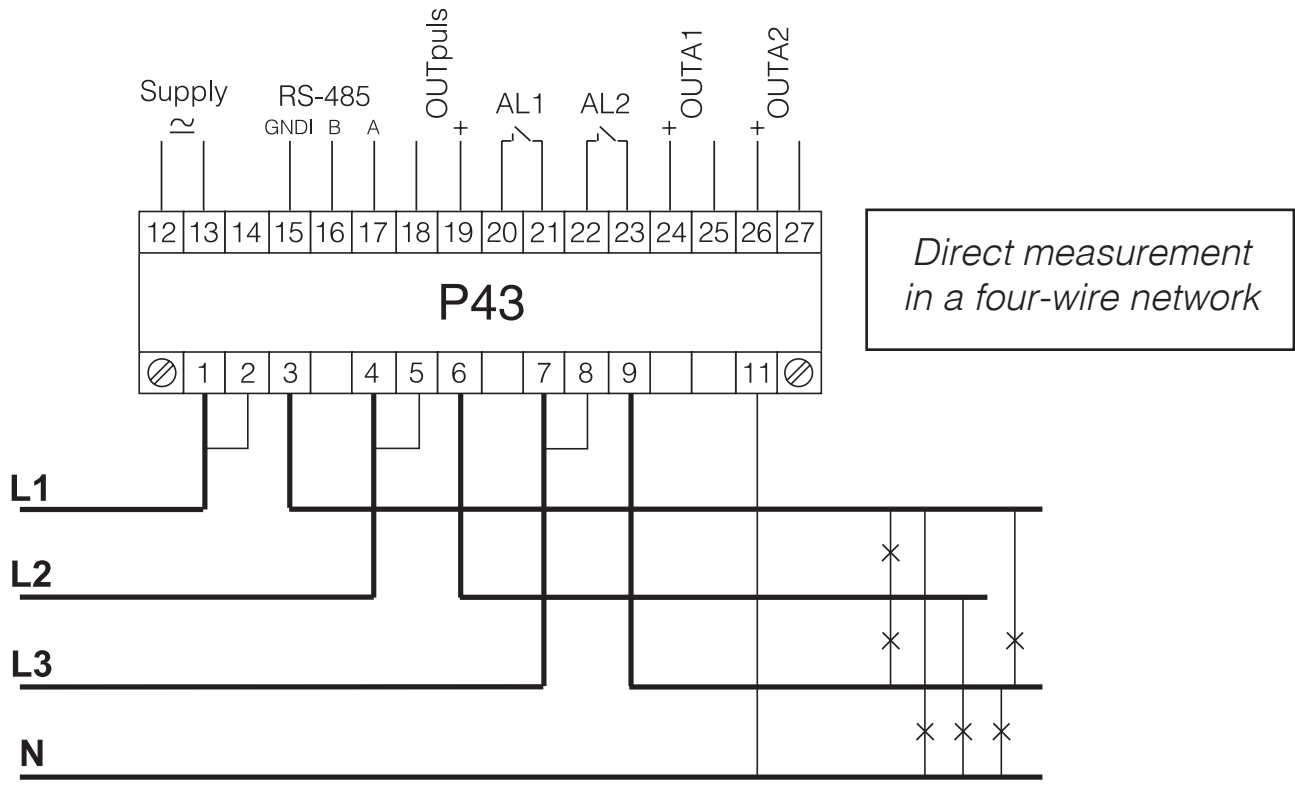 Supply
RS-485
GNDI B A
OUTpuls
+
AL1
AL2
+ OUTA1
+ OUTA2
12 13 14 15 16 17 18 19 20 21 22 23 24 25 26 27
P43
1 2 3 4 5 6 7 8 9 11
Direct measurement
in a four-wire network
L1
L2
L3
N